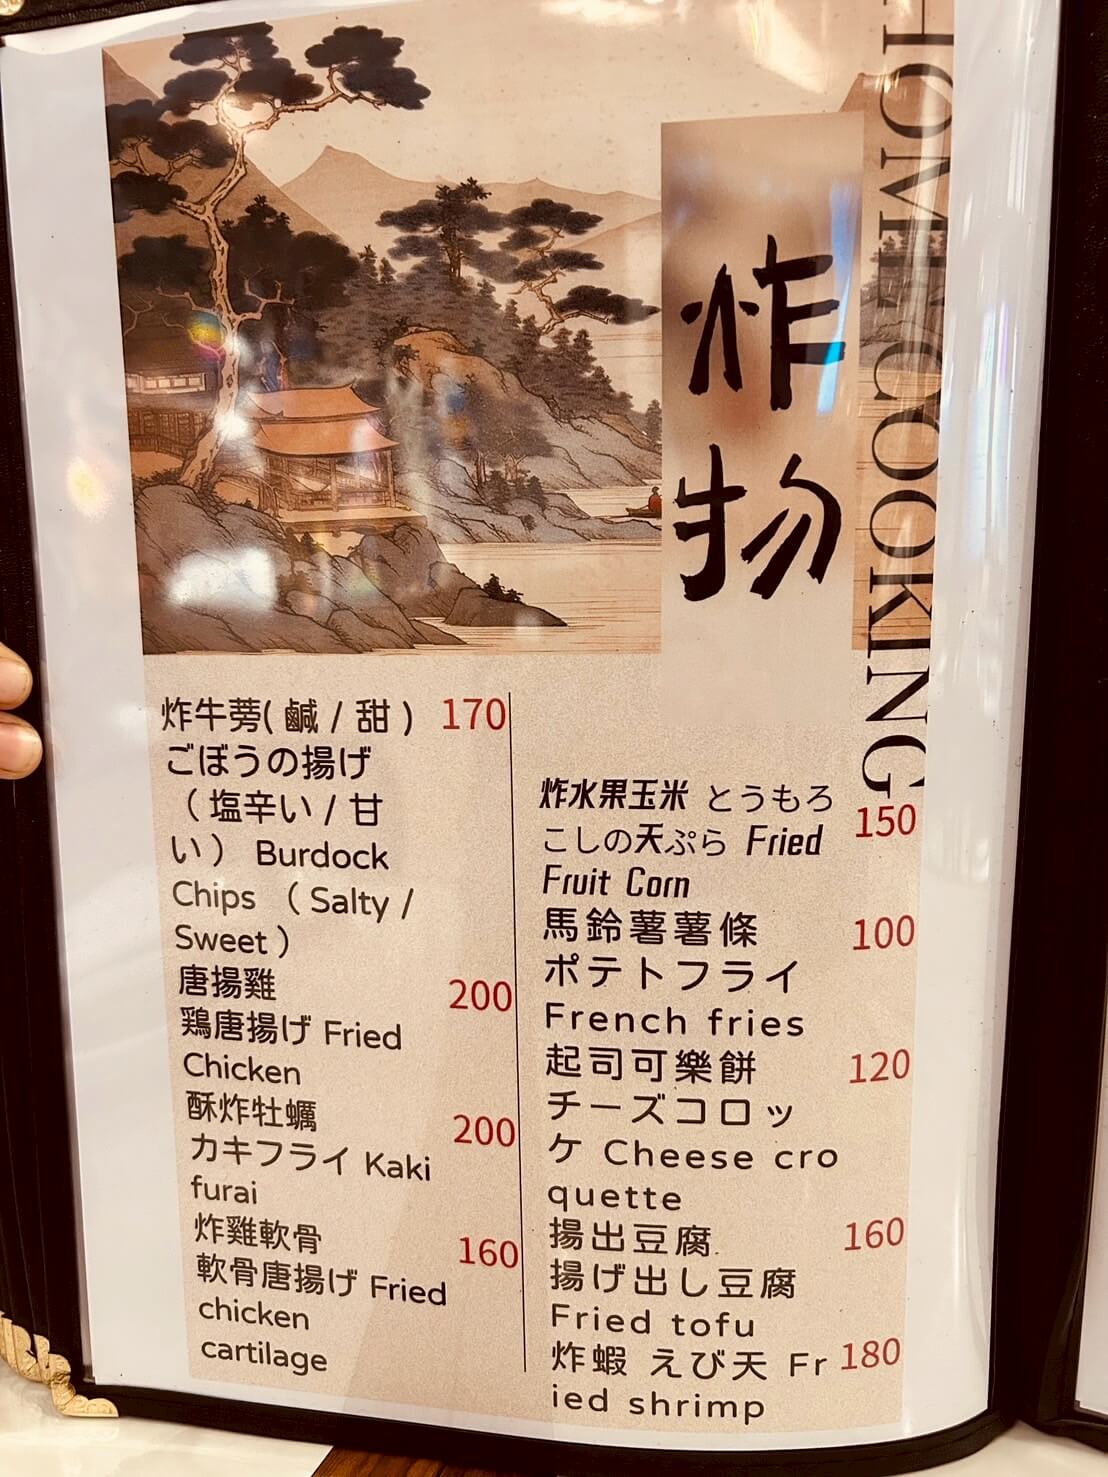 HOME COOKING
炸物
炸牛蒡( 鹹 / 甜 ) 170
ごぼうの揚げ
（ 塩辛い / 甘
い） Burdock
Chips （ Salty /
Sweet ）
唐揚雞 200
鶏唐揚げ Fried
Chicken
酥炸牡蠣 200
カキフライ Kaki
furai
炸雞軟骨 160
軟骨唐揚げ Fried
chicken
cartilage
炸水果玉米 とうもろ 150
こしの天ぷら Fried
Fruit Corn
馬鈴薯薯條 100
ポテトフライ
French fries
起司可樂餅 120
チーズコロッ
ケ Cheese cro
quette
揚出豆腐. 160
揚げ出し豆腐
Fried tofu
炸蝦 えび天 Fr 180
ied shrimp